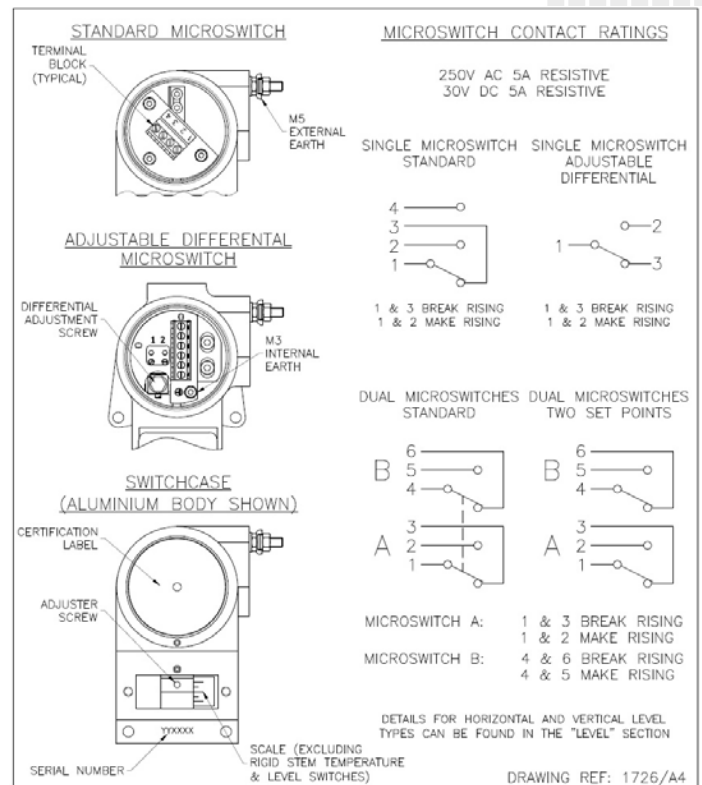 STANDARD MICROSWITCH
TERMINAL
BLOCK
(TYPICAL)
4 3 2 1
M5
EXTERNAL
EARTH
ADJUSTABLE DIFFERENTAL
MICROSWITCH
DIFFERENTIAL
ADJUSTMENT
SCREW
1 2
M3
INTERNAL
EARTH
SWITCHCASE
(ALUMINIUM BODY SHOWN)
CERTIFICATION
LABEL
ADJUSTER
SCREW
YYXXXX
SERIAL NUMBER
SCALE (EXCLUDING
RIGID STEM TEMPERATURE
& LEVEL SWITCHES)
MICROSWITCH CONTACT RATINGS
250V AC 5A RESISTIVE
30V DC 5A RESISTIVE
SINGLE MICROSWITCH
STANDARD
4
3
2
1
1 & 3 BREAK RISING
1 & 2 MAKE RISING
SINGLE MICROSWITCH
ADJUSTABLE
DIFFERENTIAL
2
1
3
1 & 3 BREAK RISING
1 & 2 MAKE RISING
DUAL MICROSWITCHES
STANDARD
6
B 5
4
3
A 2
1
DUAL MICROSWITCHES
TWO SET POINTS
6
B 5
4
3
A 2
1
MICROSWITCH A: 1 & 3 BREAK RISING
1 & 2 MAKE RISING
MICROSWITCH B: 4 & 6 BREAK RISING
4 & 5 MAKE RISING
DETAILS FOR HORIZONTAL AND VERTICAL LEVEL
TYPES CAN BE FOUND IN THE "LEVEL" SECTION
DRAWING REF: 1726/A4